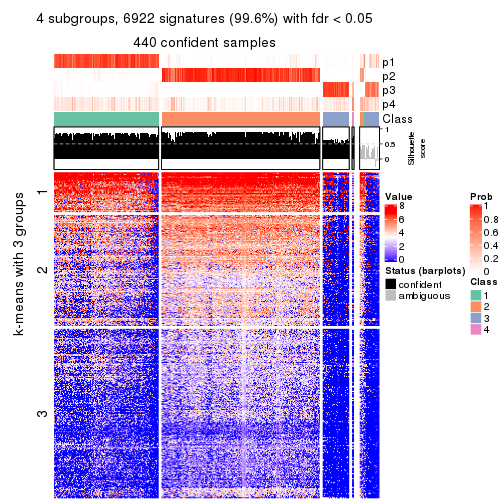 4 subgroups, 6922 signatures (99.6%) with fdr < 0.05
440 confident samples
p1
p2
p3
p4
Class
1
0.5
0
Silhouette
score
k-means with 3 groups
1
2
3
Value
8
6
4
2
0
Status (barplots)
confident
ambiguous
Prob
1
0.8
0.6
0.4
0.2
0
Class
1
2
3
4